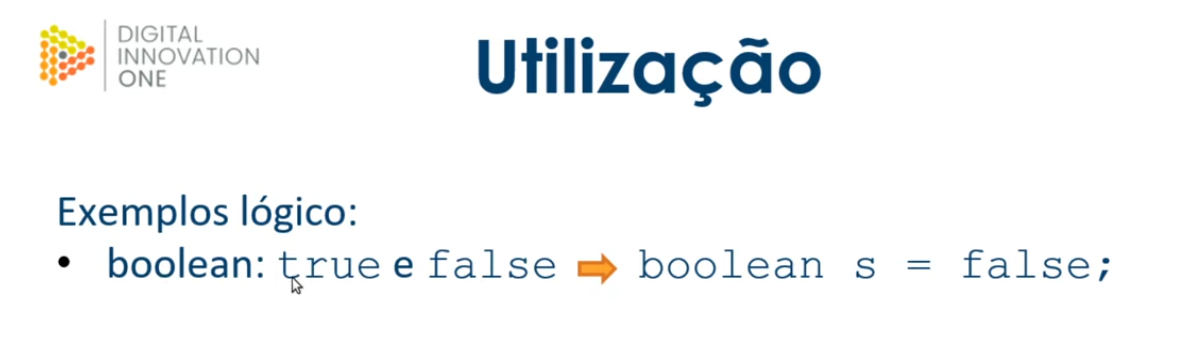 DIGITAL
INNOVATION
ONE
Utilização
Exemplos lógico:
• boolean: true e false ➡ boolean s = false;